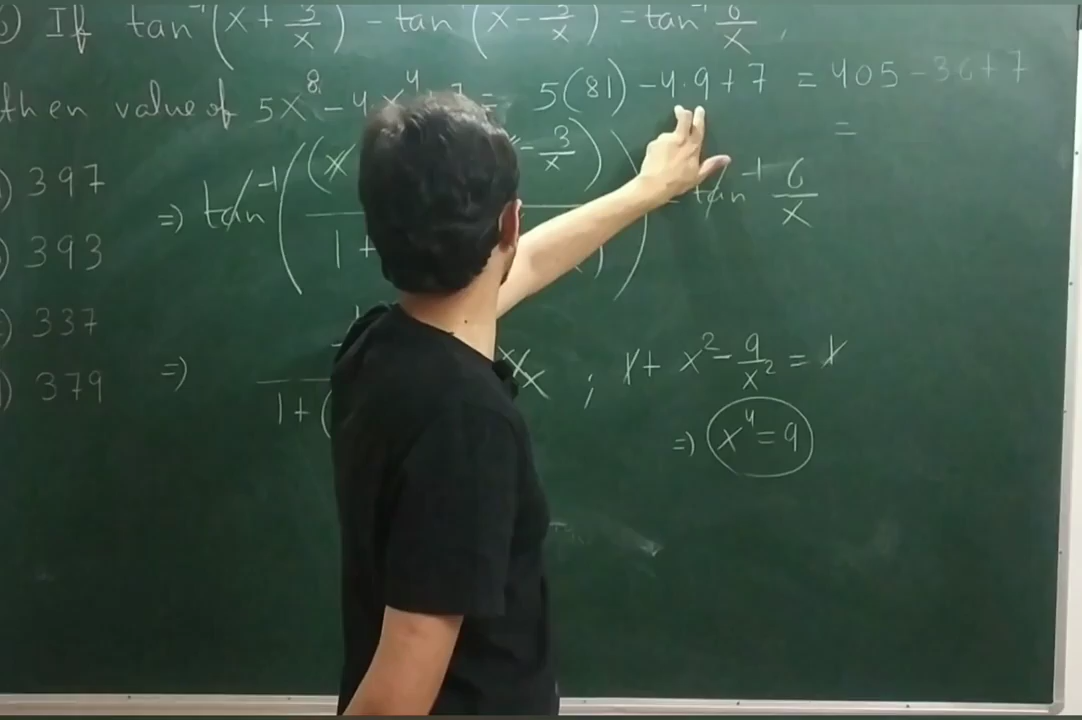 ) If tan⁻¹(x + 3/x) - tan⁻¹(x - 3/x) = tan⁻¹ 6/x,
then value of 5x⁸ - 4x⁴ + 7 = 5(81) - 4·9 + 7 = 405 - 36 + 7
=
) 397
) 393
) 337
) 379
=> tan⁻¹((x - 3/x)) = tan⁻¹ 6/x
1 +
=> x ; 1 + x² - 9/x² = 1
1 + (
=> x⁴ = 9